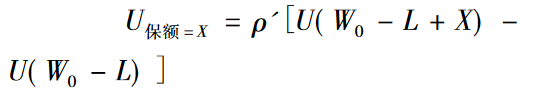 U保额=X = ρ´[U(W₀ − L + X) −
U(W₀ − L)]